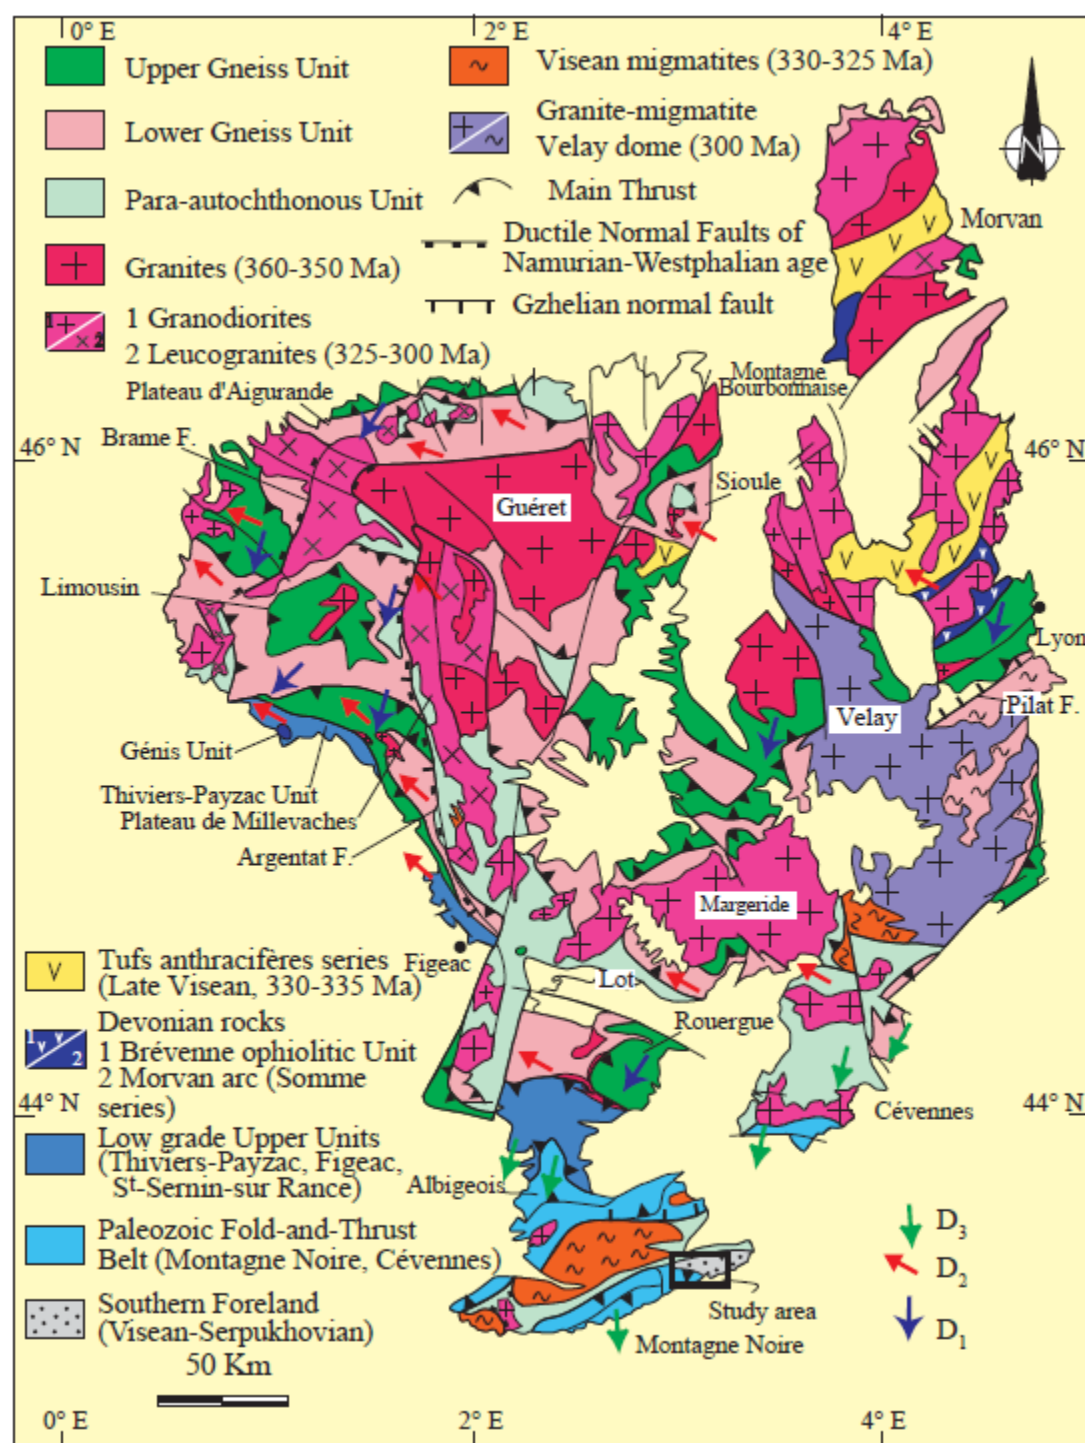 0° E
2° E
4° E
Upper Gneiss Unit
Lower Gneiss Unit
Para-autochthonous Unit
Granites (360-350 Ma)
1
2
1 Granodiorites
2 Leucogranites (325-300 Ma)
Visean migmatites (330-325 Ma)
Granite-migmatite
Velay dome (300 Ma)
Main Thrust
Ductile Normal Faults of
Namurian-Westphalian age
Gzhelian normal fault
N
Morvan
Montagne
Bourbonnaise
Plateau d'Aigurande
Brame F.
46° N
46° N
Sioule
Guéret
Limousin
Lyon
Pilat F.
Velay
Génis Unit
Thiviers-Payzac Unit
Plateau de Millevaches
Argentat F.
Margeride
Figeac
Lot
Rouergue
V
Tufs anthracifères series
(Late Visean, 330-335 Ma)
1
v v
2
Devonian rocks
1 Brévenne ophiolitic Unit
2 Morvan arc (Somme
series)
44° N
44° N
Cévennes
Low grade Upper Units
(Thiviers-Payzac, Figeac,
St-Sernin-sur Rance)
Albigeois
Paleozoic Fold-and-Thrust
Belt (Montagne Noire, Cévennes)
Southern Foreland
(Visean-Serpukhovian)
Study area
Montagne Noire
D3
D2
D1
50 Km
0° E
2° E
4° E